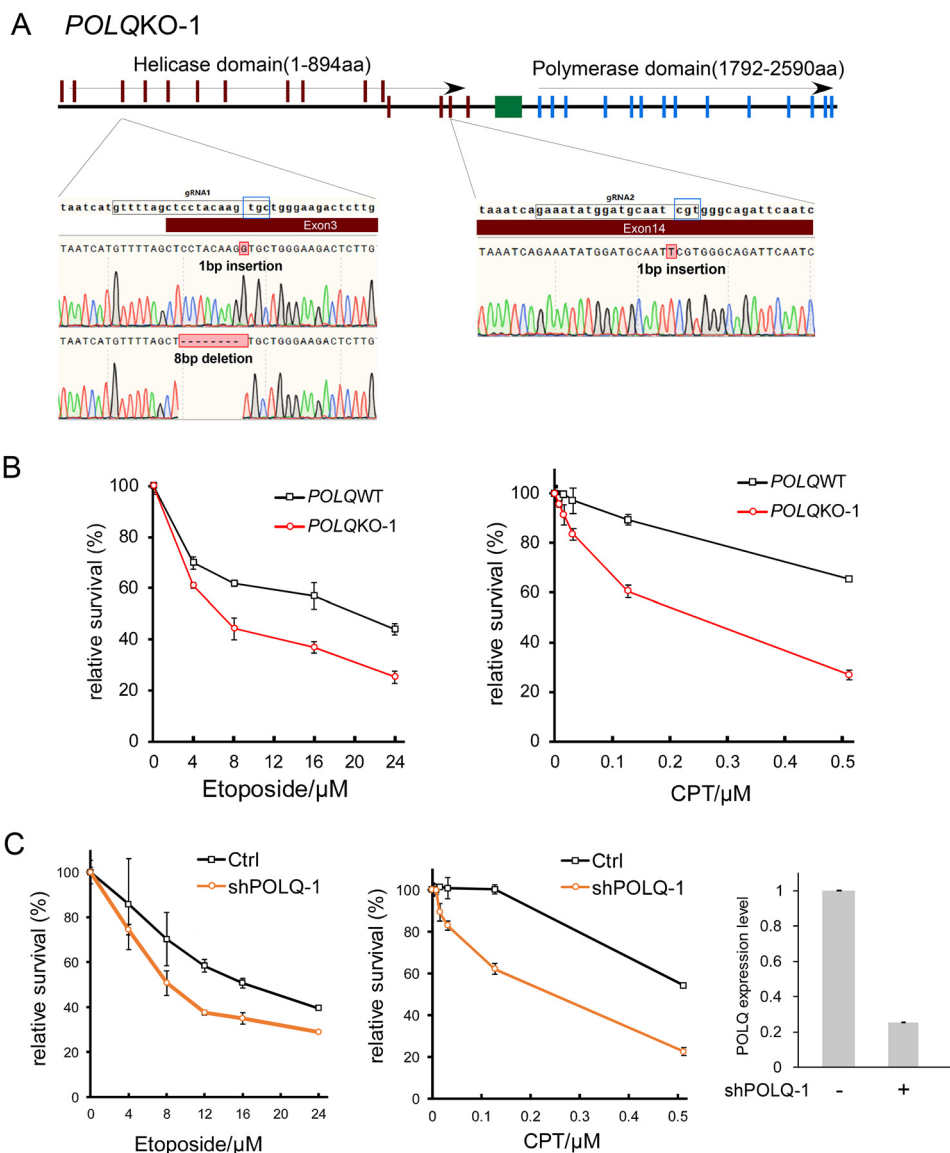 A POLQKO-1
Helicase domain(1-894aa)
Polymerase domain(1792-2590aa)
gRNA1
taatcatgttttagctcctacaag tgctgggaagactcttg
Exon3
TAATCATGTTTTAGCTCCTACAAGGTGCTGGGAAGACTCTTG
1bp insertion
TAATCATGTTTTAGCT--------TGCTGGGAAGACTCTTG
8bp deletion
gRNA2
taaatcagaaatatggatgcaat cgtgggcagattcaatc
Exon14
TAAATCAGAAATATGGATGCAATTCGTGGGCAGATTCAATC
1bp insertion
B
relative survival (%)
100
80
60
40
20
0
POLQWT
POLQKO-1
0 4 8 12 16 20 24
Etoposide/μM
relative survival (%)
100
80
60
40
20
0
POLQWT
POLQKO-1
0 0.1 0.2 0.3 0.4 0.5
CPT/μM
C
relative survival (%)
100
80
60
40
20
0
Ctrl
shPOLQ-1
0 4 8 12 16 20 24
Etoposide/μM
relative survival (%)
100
80
60
40
20
0
Ctrl
shPOLQ-1
0 0.1 0.2 0.3 0.4 0.5
CPT/μM
POLQ expression level
1
0.8
0.6
0.4
0.2
0
shPOLQ-1 - +